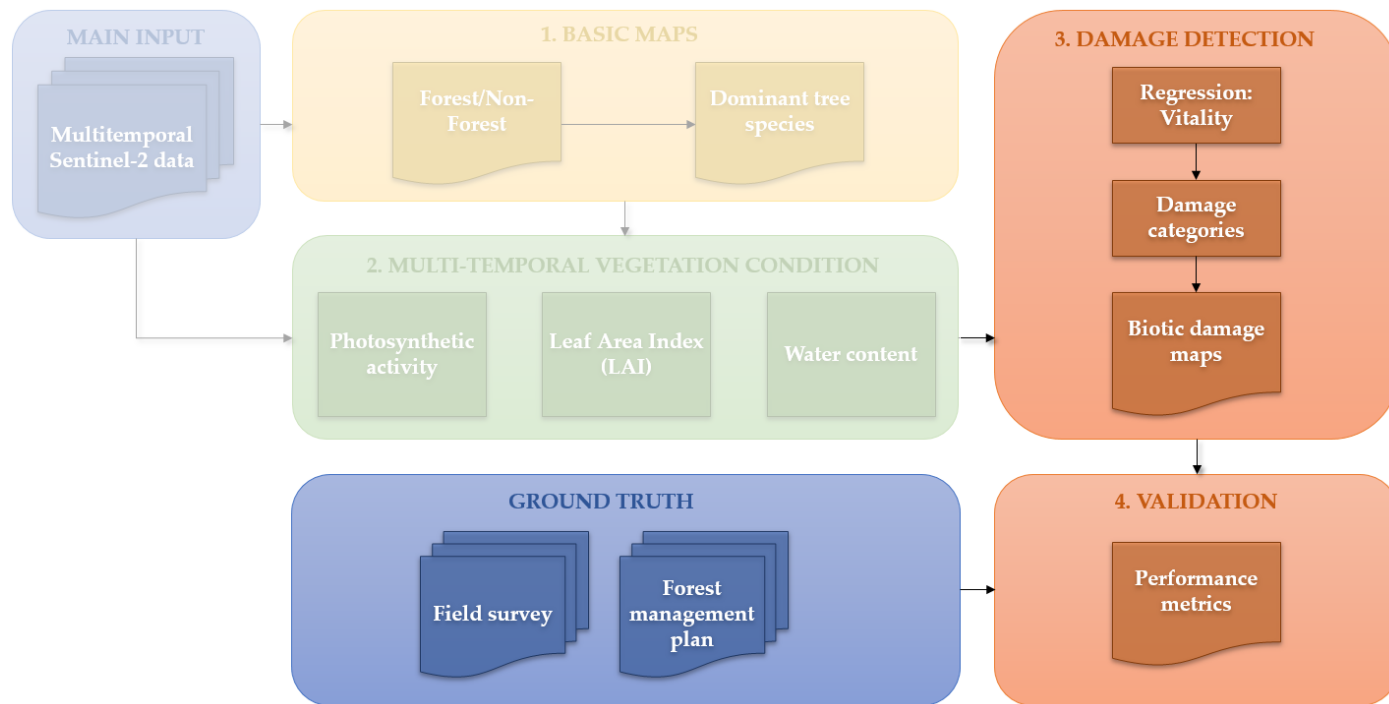 MAIN INPUT
Multitemporal
Sentinel-2 data
1. BASIC MAPS
Forest/Non-
Forest
Dominant tree
species
2. MULTI-TEMPORAL VEGETATION CONDITION
Photosynthetic
activity
Leaf Area Index
(LAI)
Water content
3. DAMAGE DETECTION
Regression:
Vitality
Damage
categories
Biotic damage
maps
GROUND TRUTH
Field survey
Forest
management
plan
4. VALIDATION
Performance
metrics